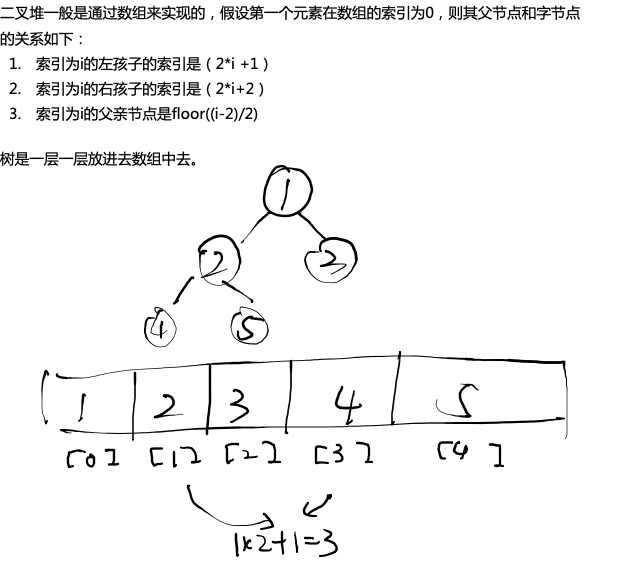 二叉堆一般是通过数组来实现的，假设第一个元素在数组的索引为0，则其父节点和字节点
的关系如下：
1. 索引为i的左孩子的索引是（2*i +1）
2. 索引为i的右孩子的索引是（2*i+2）
3. 索引为i的父亲节点是floor((i-2)/2)
树是一层一层放进去数组中去。
1
2 3
4 5
1 2 3 4 5
[0] [1] [2] [3] [4]
1×2+1=3